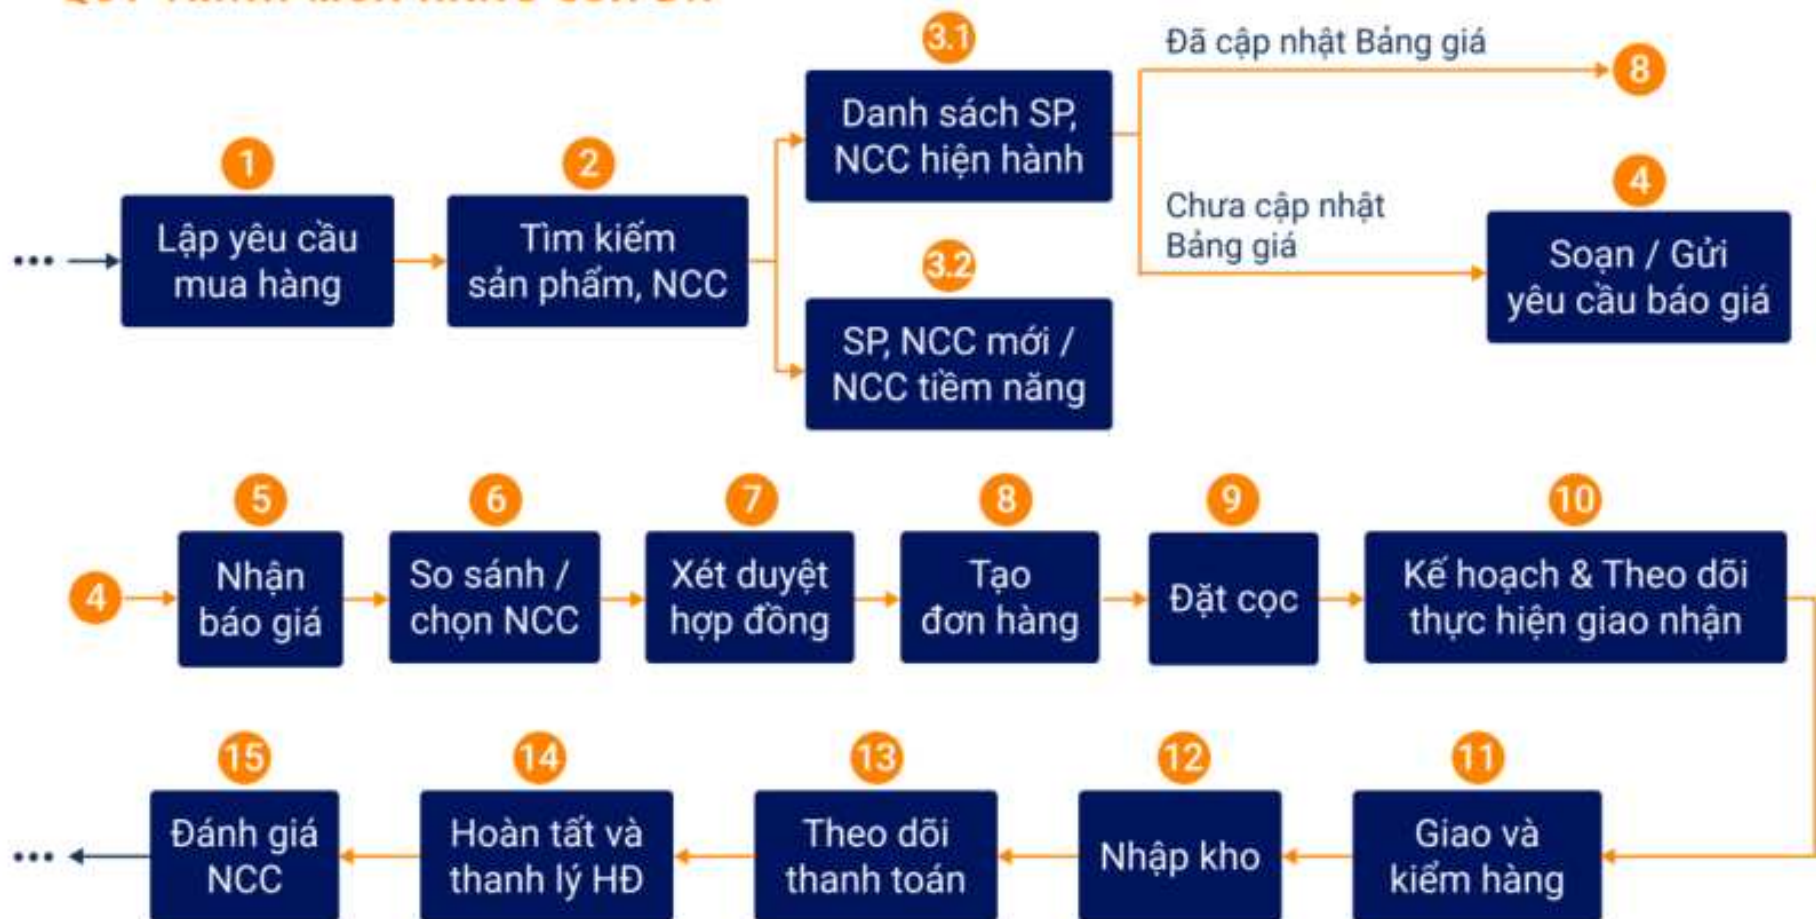 3.1
Đã cập nhật Bảng giá
8
Danh sách SP,
NCC hiện hành
1
2
4
Lập yêu cầu
mua hàng
Tìm kiếm
sản phẩm, NCC
Chưa cập nhật
Bảng giá
Soạn / Gửi
yêu cầu báo giá
3.2
SP, NCC mới /
NCC tiềm năng
5
6
7
8
9
10
4
Nhận
báo giá
So sánh /
chọn NCC
Xét duyệt
hợp đồng
Tạo
đơn hàng
Đặt cọc
Kế hoạch & Theo dõi
thực hiện giao nhận
15
14
13
12
11
Đánh giá
NCC
Hoàn tất và
thanh lý HĐ
Theo dõi
thanh toán
Nhập kho
Giao và
kiểm hàng